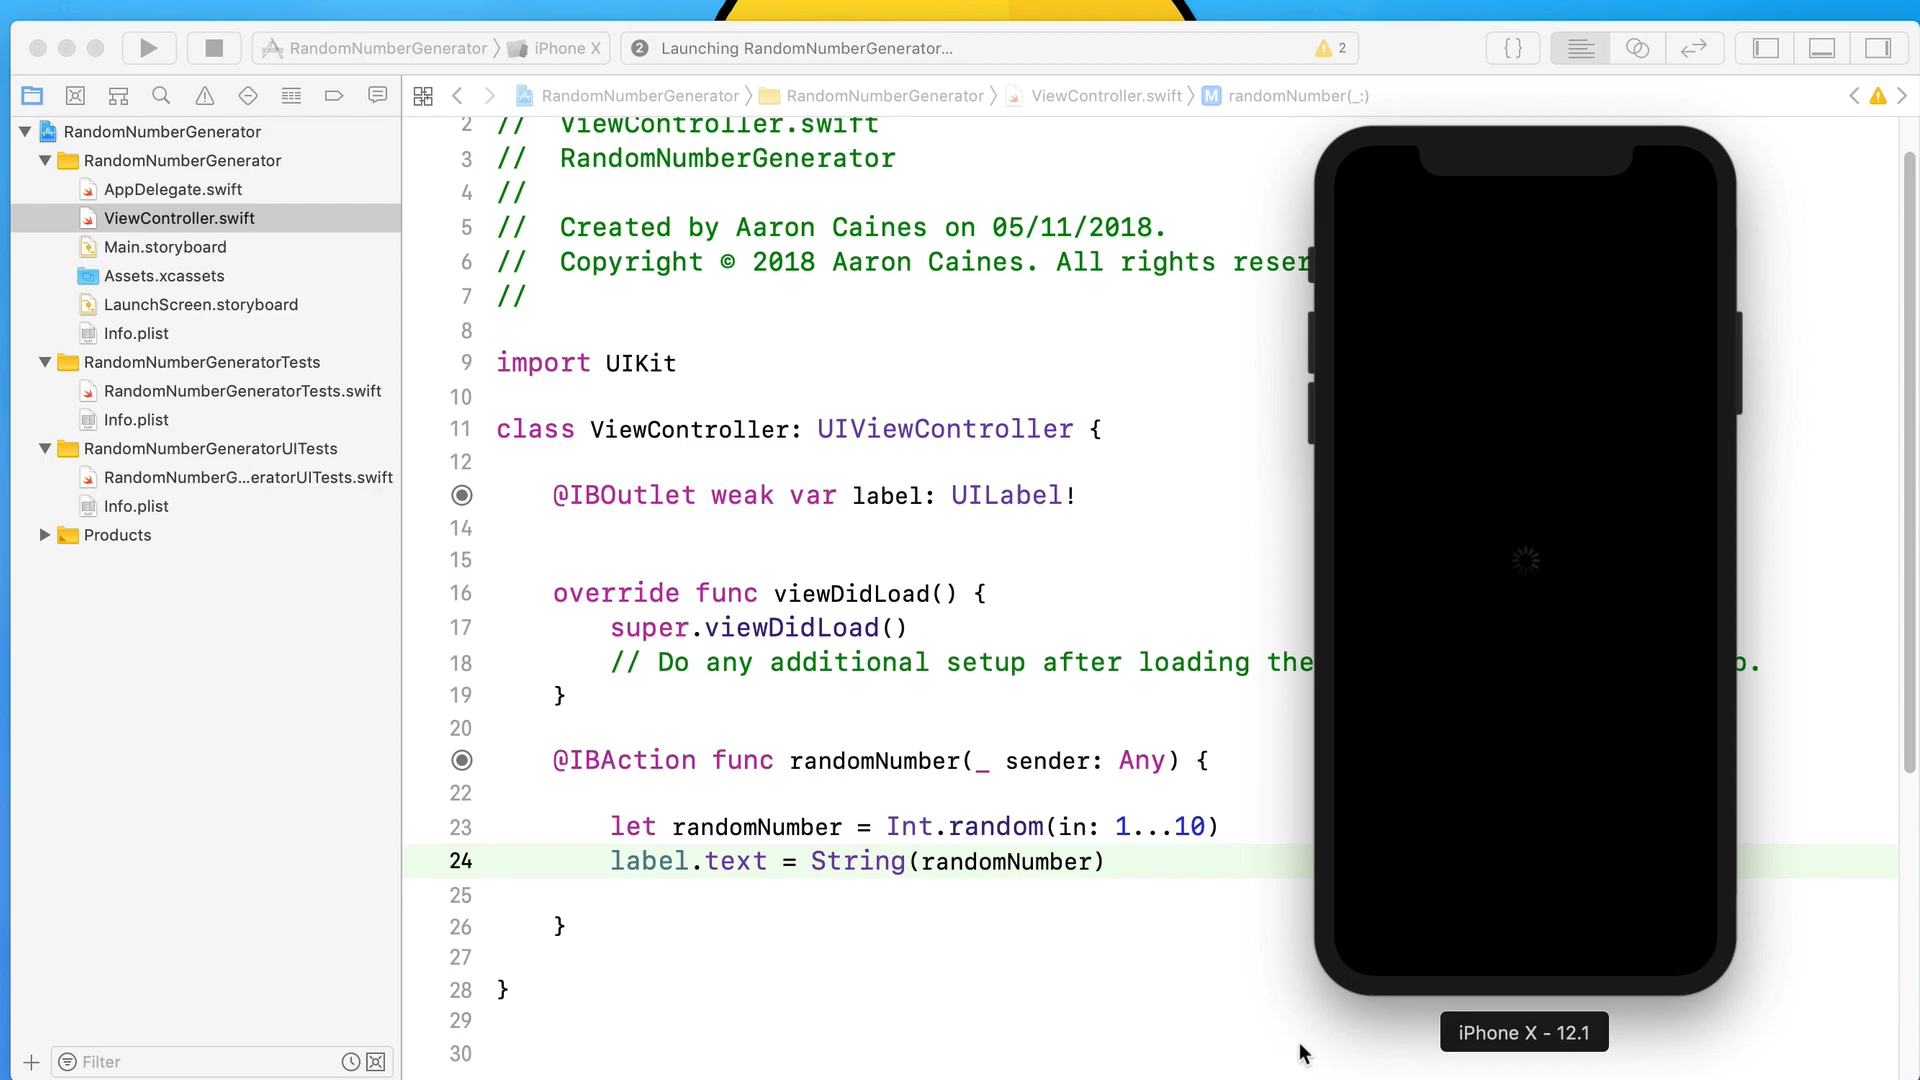 RandomNumberGenerator
iPhone X
2
Launching RandomNumberGenerator...
2
{ }
RandomNumberGenerator
RandomNumberGenerator
ViewController.swift
M
randomNumber(_:)
RandomNumberGenerator
RandomNumberGenerator
AppDelegate.swift
ViewController.swift
Main.storyboard
Assets.xcassets
LaunchScreen.storyboard
Info.plist
RandomNumberGeneratorTests
RandomNumberGeneratorTests.swift
Info.plist
RandomNumberGeneratorUITests
RandomNumberG...eratorUITests.swift
Info.plist
Products
Filter
2 // ViewController.swift
3 // RandomNumberGenerator
4 //
5 // Created by Aaron Caines on 05/11/2018.
6 // Copyright © 2018 Aaron Caines. All rights reser
7 //
8
9 import UIKit
10
11 class ViewController: UIViewController {
12
@IBOutlet weak var label: UILabel!
14
15
16 override func viewDidLoad() {
17 super.viewDidLoad()
18 // Do any additional setup after loading the
19 }
20
@IBAction func randomNumber(_ sender: Any) {
22
23 let randomNumber = Int.random(in: 1...10)
24 label.text = String(randomNumber)
25
26 }
27
28 }
29
30
iPhone X - 12.1